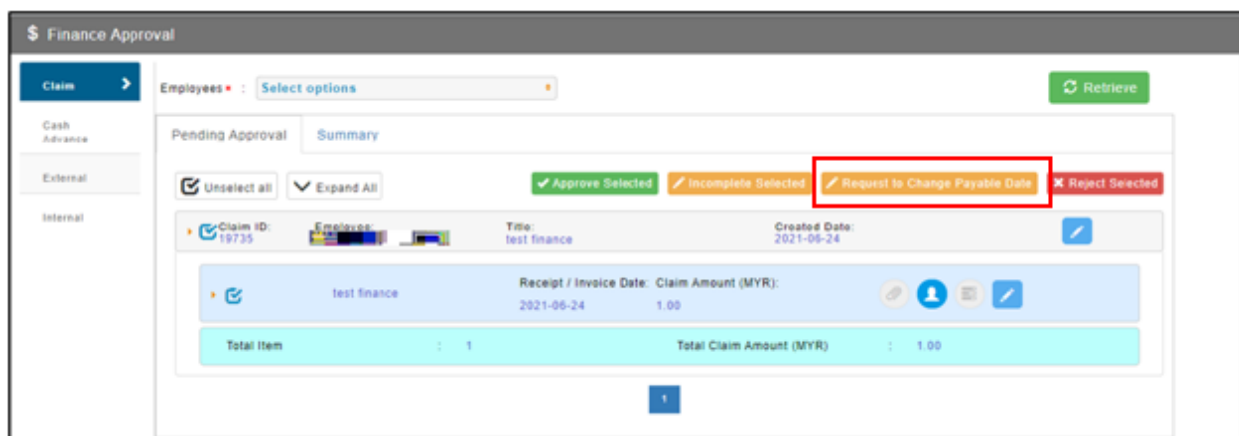 $ Finance Approval
Claim
Employees * : Select options
Retrieve
Cash
Advance
Pending Approval Summary
External
Unselect all Expand All Approve Selected Incomplete Selected Request to Change Payable Date Reject Selected
Internal
Claim ID: Employee: Title: Created Date:
19735 test finance 2021-06-24
test finance Receipt / Invoice Date: Claim Amount (MYR):
2021-06-24 1.00
Total Item : 1 Total Claim Amount (MYR) : 1.00
1